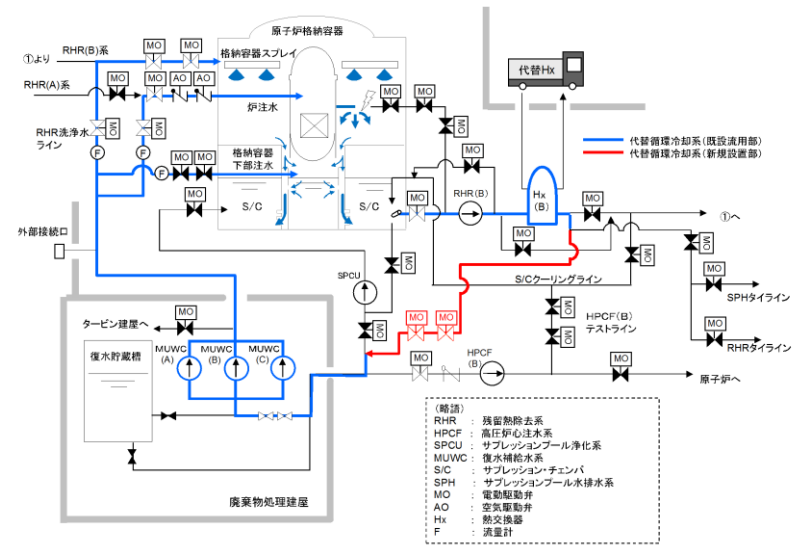 原子炉格納容器
RHR(B)系
MO
MO
①より
格納容器スプレイ
RHR(A)系
MO
MO
AO
AO
MO
MO
炉注水
代替Hx
RHR洗浄水
ライン
MO
MO
MO
代替循環冷却系(既設流用部)
代替循環冷却系(新規設置部)
F
F
格納容器
下部注水
MO
MO
F
MO
S/C
S/C
MO
MO
RHR(B)
Hx
(B)
MO
①へ
外部接続口
MO
MO
MO
SPCU
MO
S/Cクーリングライン
MO
SPHタイライン
MO
HPCF(B)
テストライン
MO
MO
RHRタイライン
タービン建屋へ
MO
MO
MO
MO
MO
復水貯蔵槽
MUWC
(A)
MUWC
(B)
MUWC
(C)
MO
HPCF
(B)
MO
原子炉へ
廃棄物処理建屋
(略語)
RHR : 残留熱除去系
HPCF : 高圧炉心注水系
SPCU : サプレッションプール浄化系
MUWC : 復水補給水系
S/C : サプレッション・チェンバ
SPH : サプレッションプール水排水系
MO : 電動駆動弁
AO : 空気駆動弁
Hx : 熱交換器
F : 流量計